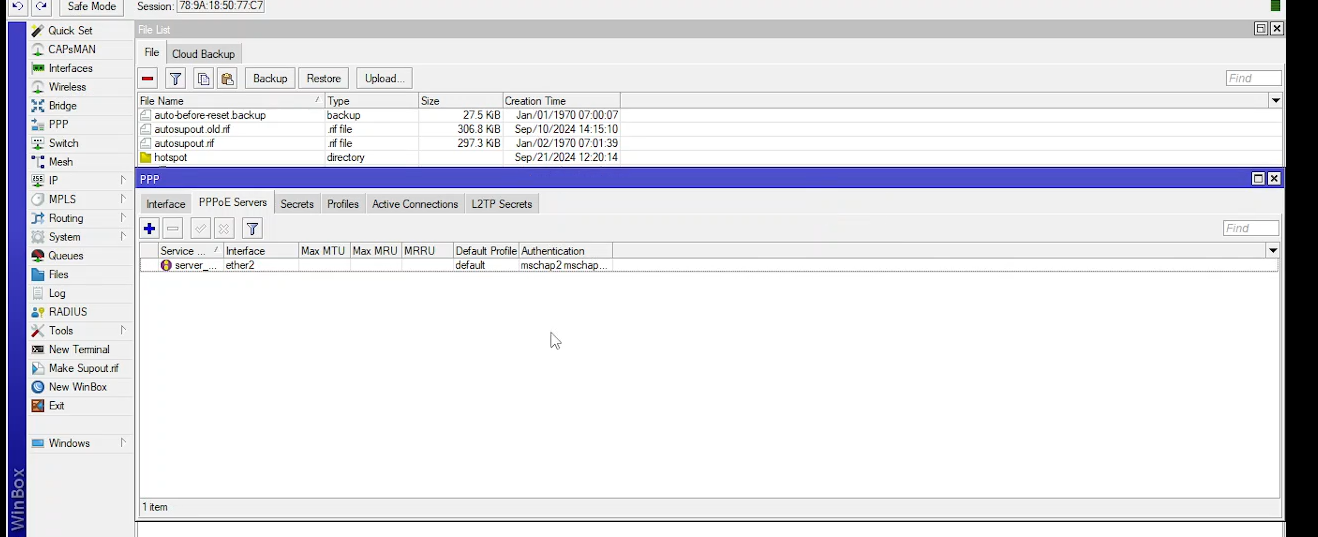 Safe Mode Session: 78:9A:18:50:77:C7
Quick Set
CAPsMAN
Interfaces
Wireless
Bridge
PPP
Switch
Mesh
IP
MPLS
Routing
System
Queues
Files
Log
RADIUS
Tools
New Terminal
Make Supout.rif
New WinBox
Exit
Windows
WinBox
File List
File Cloud Backup
Backup Restore Upload... Find
File Name Type Size Creation Time
auto-before-reset.backup backup 27.5 KiB Jan/01/1970 07:00:07
autosupout.old.rif .rif file 306.8 KiB Sep/10/2024 14:15:10
autosupout.rif .rif file 297.3 KiB Jan/02/1970 07:01:39
hotspot directory Sep/21/2024 12:20:14
PPP
Interface PPPoE Servers Secrets Profiles Active Connections L2TP Secrets
Find
Service ... Interface Max MTU Max MRU MRRU Default Profile Authentication
server_... ether2 default mschap2 mschap...
1 item